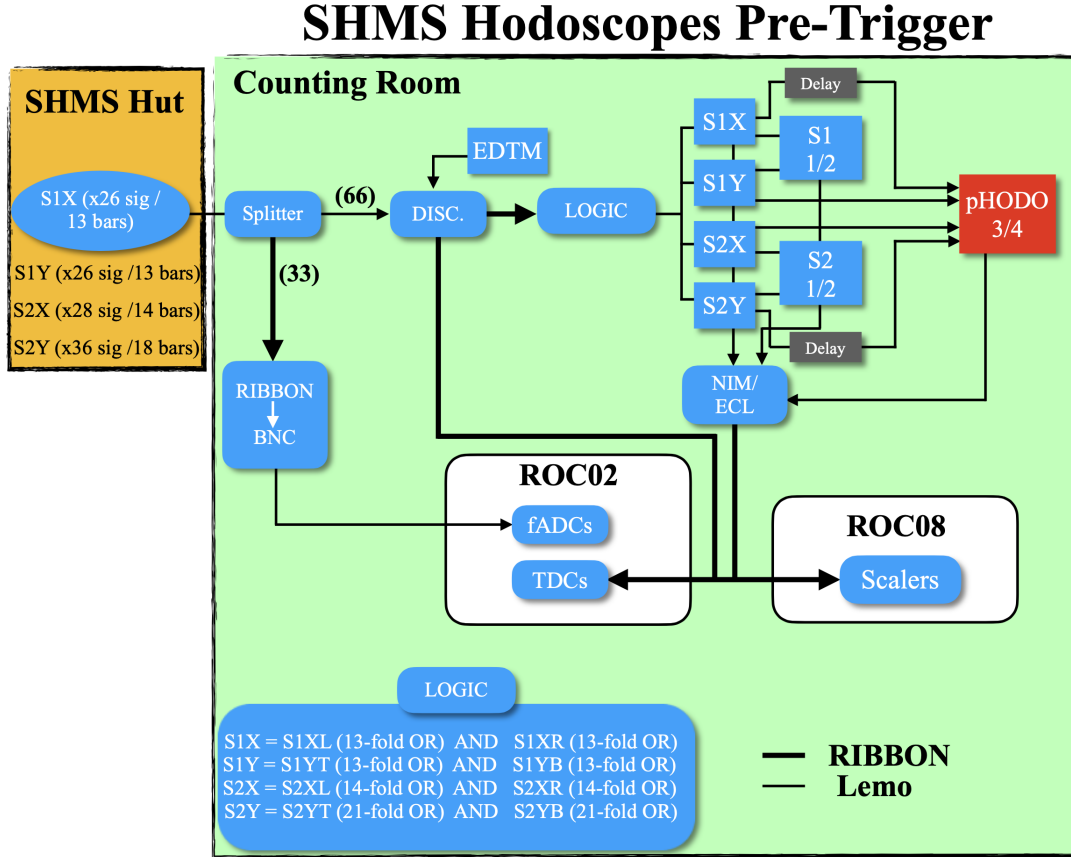 SHMS Hodoscopes Pre-Trigger
SHMS Hut
S1X (x26 sig /
13 bars)
S1Y (x26 sig /13 bars)
S2X (x28 sig /14 bars)
S2Y (x36 sig /18 bars)
Counting Room
Splitter
(66)
(33)
EDTM
DISC.
LOGIC
S1X
S1Y
S2X
S2Y
Delay
S1
1/2
S2
1/2
Delay
pHODO
3/4
NIM/
ECL
RIBBON
BNC
ROC02
fADCs
TDCs
ROC08
Scalers
LOGIC
S1X = S1XL (13-fold OR) AND S1XR (13-fold OR)
S1Y = S1YT (13-fold OR) AND S1YB (13-fold OR)
S2X = S2XL (14-fold OR) AND S2XR (14-fold OR)
S2Y = S2YT (21-fold OR) AND S2YB (21-fold OR)
RIBBON
Lemo